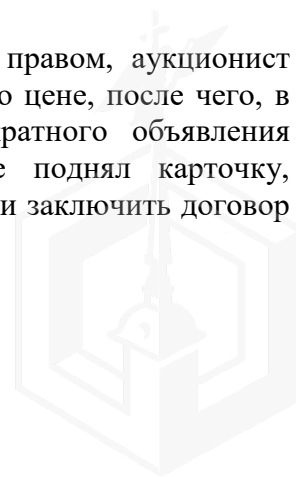 правом, аукционист
о цене, после чего, в
ратного объявления
е поднял карточку,
и заключить договор